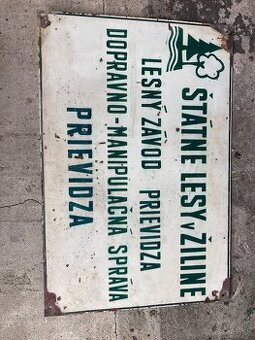 ŠTÁTNE LESY V ŽILINE
LESNÝ ZÁVOD PRIEVIDZA
DOPRAVNO-MANIPULAČNÁ SPRÁVA
PRIEVIDZA